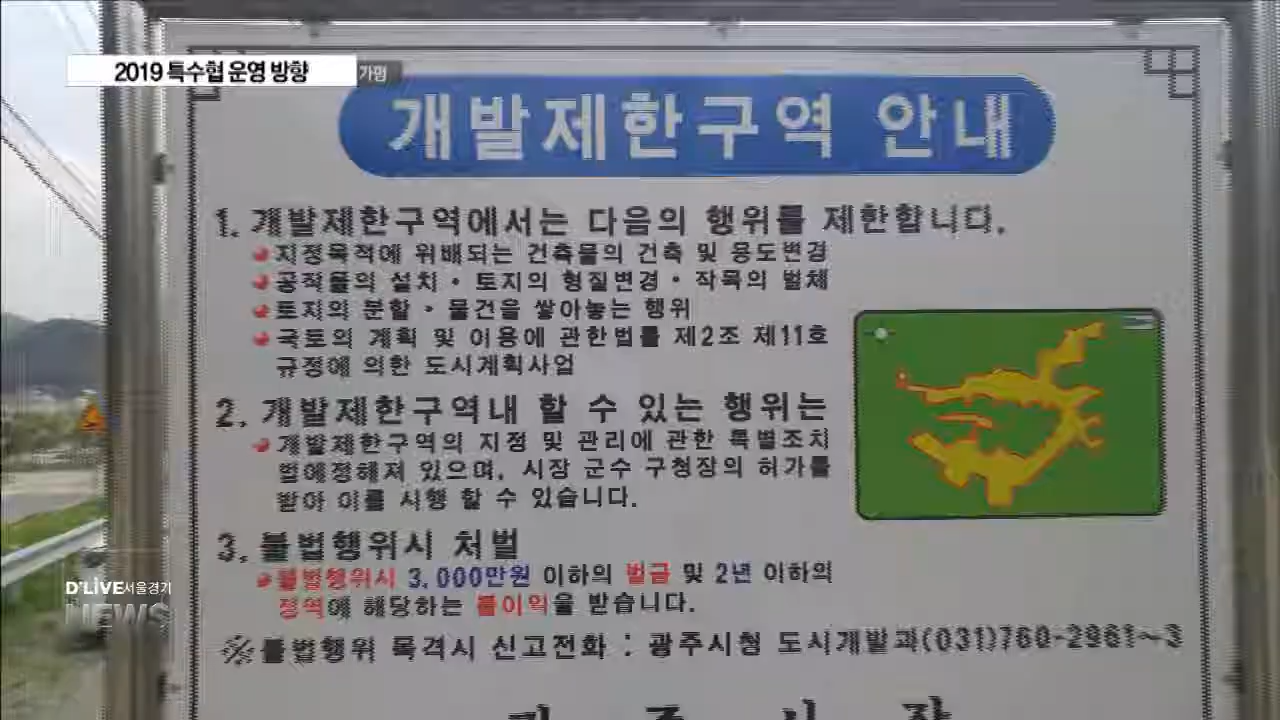 2019 특수협 운영 방향
가평
개발제한구역 안내
1. 개발제한구역에서는 다음의 행위를 제한합니다.
지정목적에 위배되는 건축물의 건축 및 용도변경
공작물의 설치·토지의 형질변경·작목의 벌채
토지의 분할·물건을 쌓아놓는 행위
국토의 계획 및 이용에 관한법률 제2조 제11호
규정에 의한 도시계획사업
2. 개발제한구역내 할 수 있는 행위는
개발제한구역의 지정 및 관리에 관한 특별조치
법에정해져 있으며, 시장 군수 구청장의 허가를
받아 이를 시행 할 수 있습니다.
3. 불법행위시 처벌
불법행위시 3,000만원 이하의 벌금 및 2년 이하의
징역에 해당하는 불이익을 받습니다.
※불법행위 목격시 신고전화 : 광주시청 도시개발과(031)760-2961~3
D'LIVE서울경기
NEWS